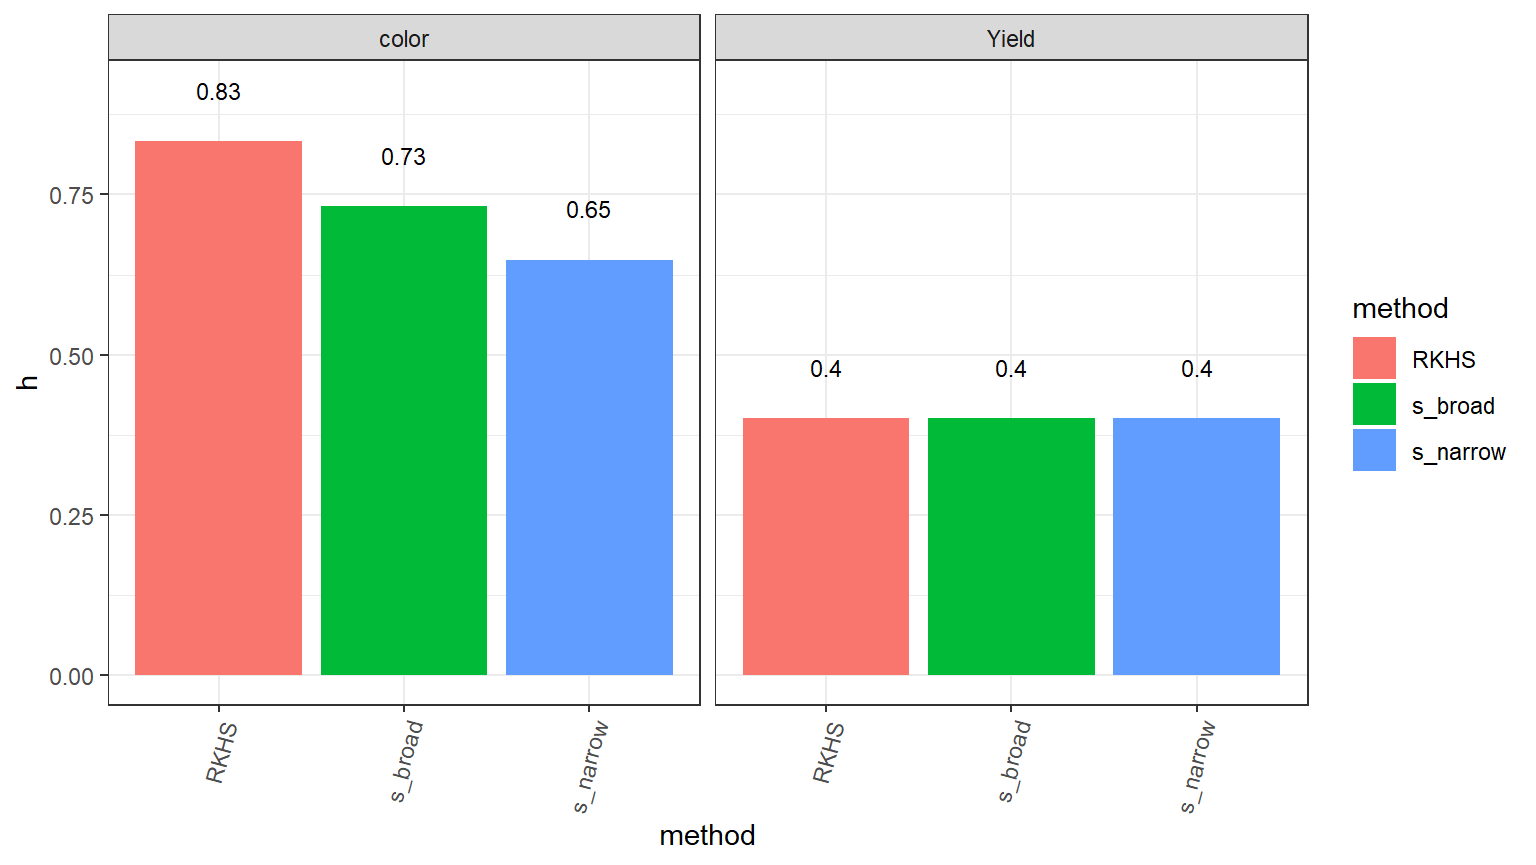 color
Yield
0.83
0.73
0.65
0.4
0.4
0.4
0.75
0.50
0.25
0.00
h
RKHS
s_broad
s_narrow
RKHS
s_broad
s_narrow
method
method
RKHS
s_broad
s_narrow